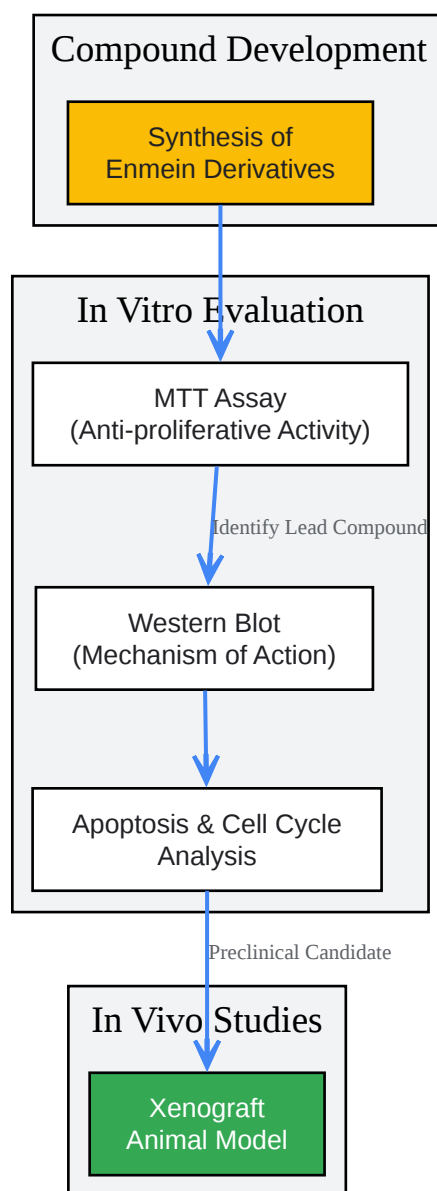 Compound Development
Synthesis of
Enmein Derivatives
In Vitro Evaluation
MTT Assay
(Anti-proliferative Activity)
Identify Lead Compound
Western Blot
(Mechanism of Action)
Apoptosis & Cell Cycle
Analysis
Preclinical Candidate
In Vivo Studies
Xenograft
Animal Model